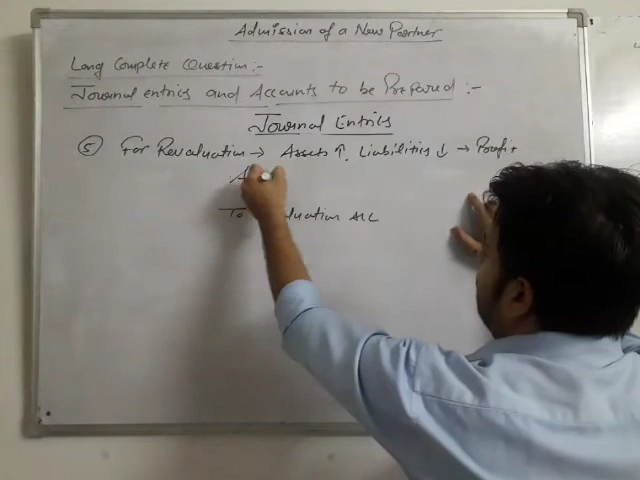 Admission of a New Partner
Long Complete Question:-
Journal entries and Accounts to be Prepared:-
Journal Entries
⑤ For Revaluation → Assets ↑, Liabilities ↓ → Profit
A
To luation A/c